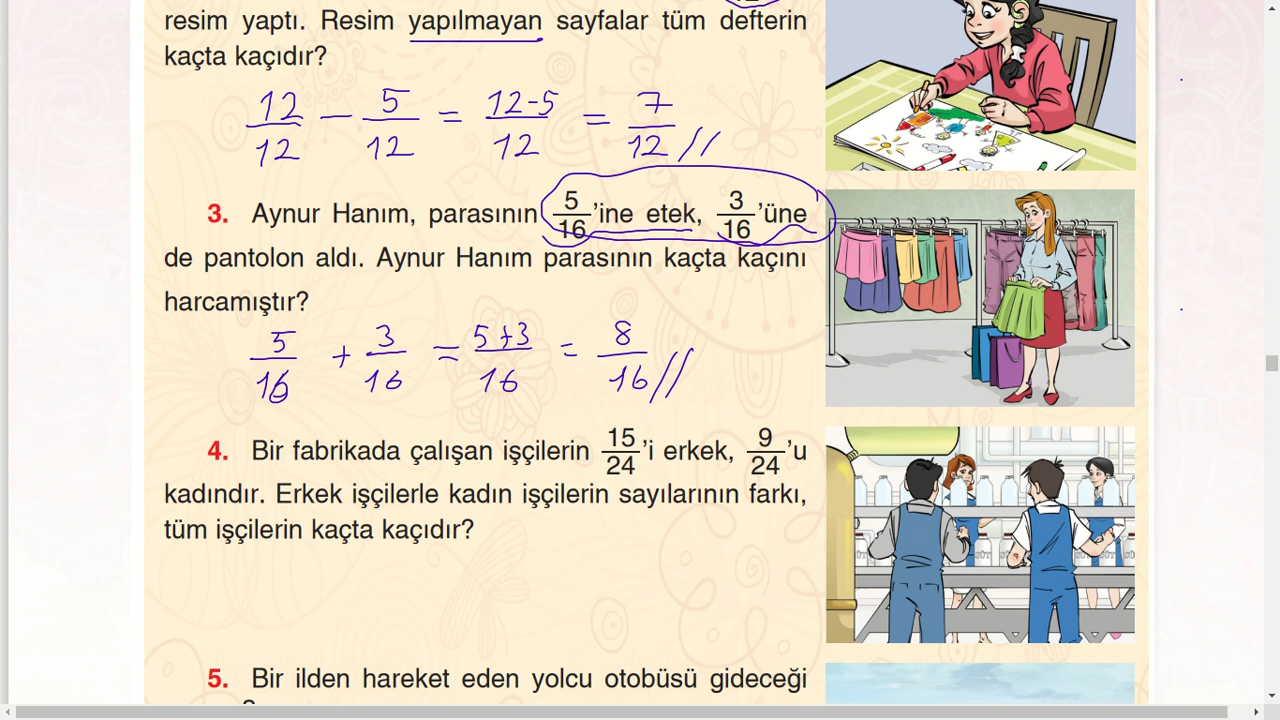 resim yaptı. Resim yapılmayan sayfalar tüm defterin
kaçta kaçıdır?
12/12 - 5/12 = 12-5/12 = 7/12 //
3. Aynur Hanım, parasının 5/16'ine etek, 3/16'üne
de pantolon aldı. Aynur Hanım parasının kaçta kaçını
harcamıştır?
5/16 + 3/16 = 5+3/16 = 8/16 //
4. Bir fabrikada çalışan işçilerin 15/24'i erkek, 9/24'u
kadındır. Erkek işçilerle kadın işçilerin sayılarının farkı,
tüm işçilerin kaçta kaçıdır?
5. Bir ilden hareket eden yolcu otobüsü gideceği